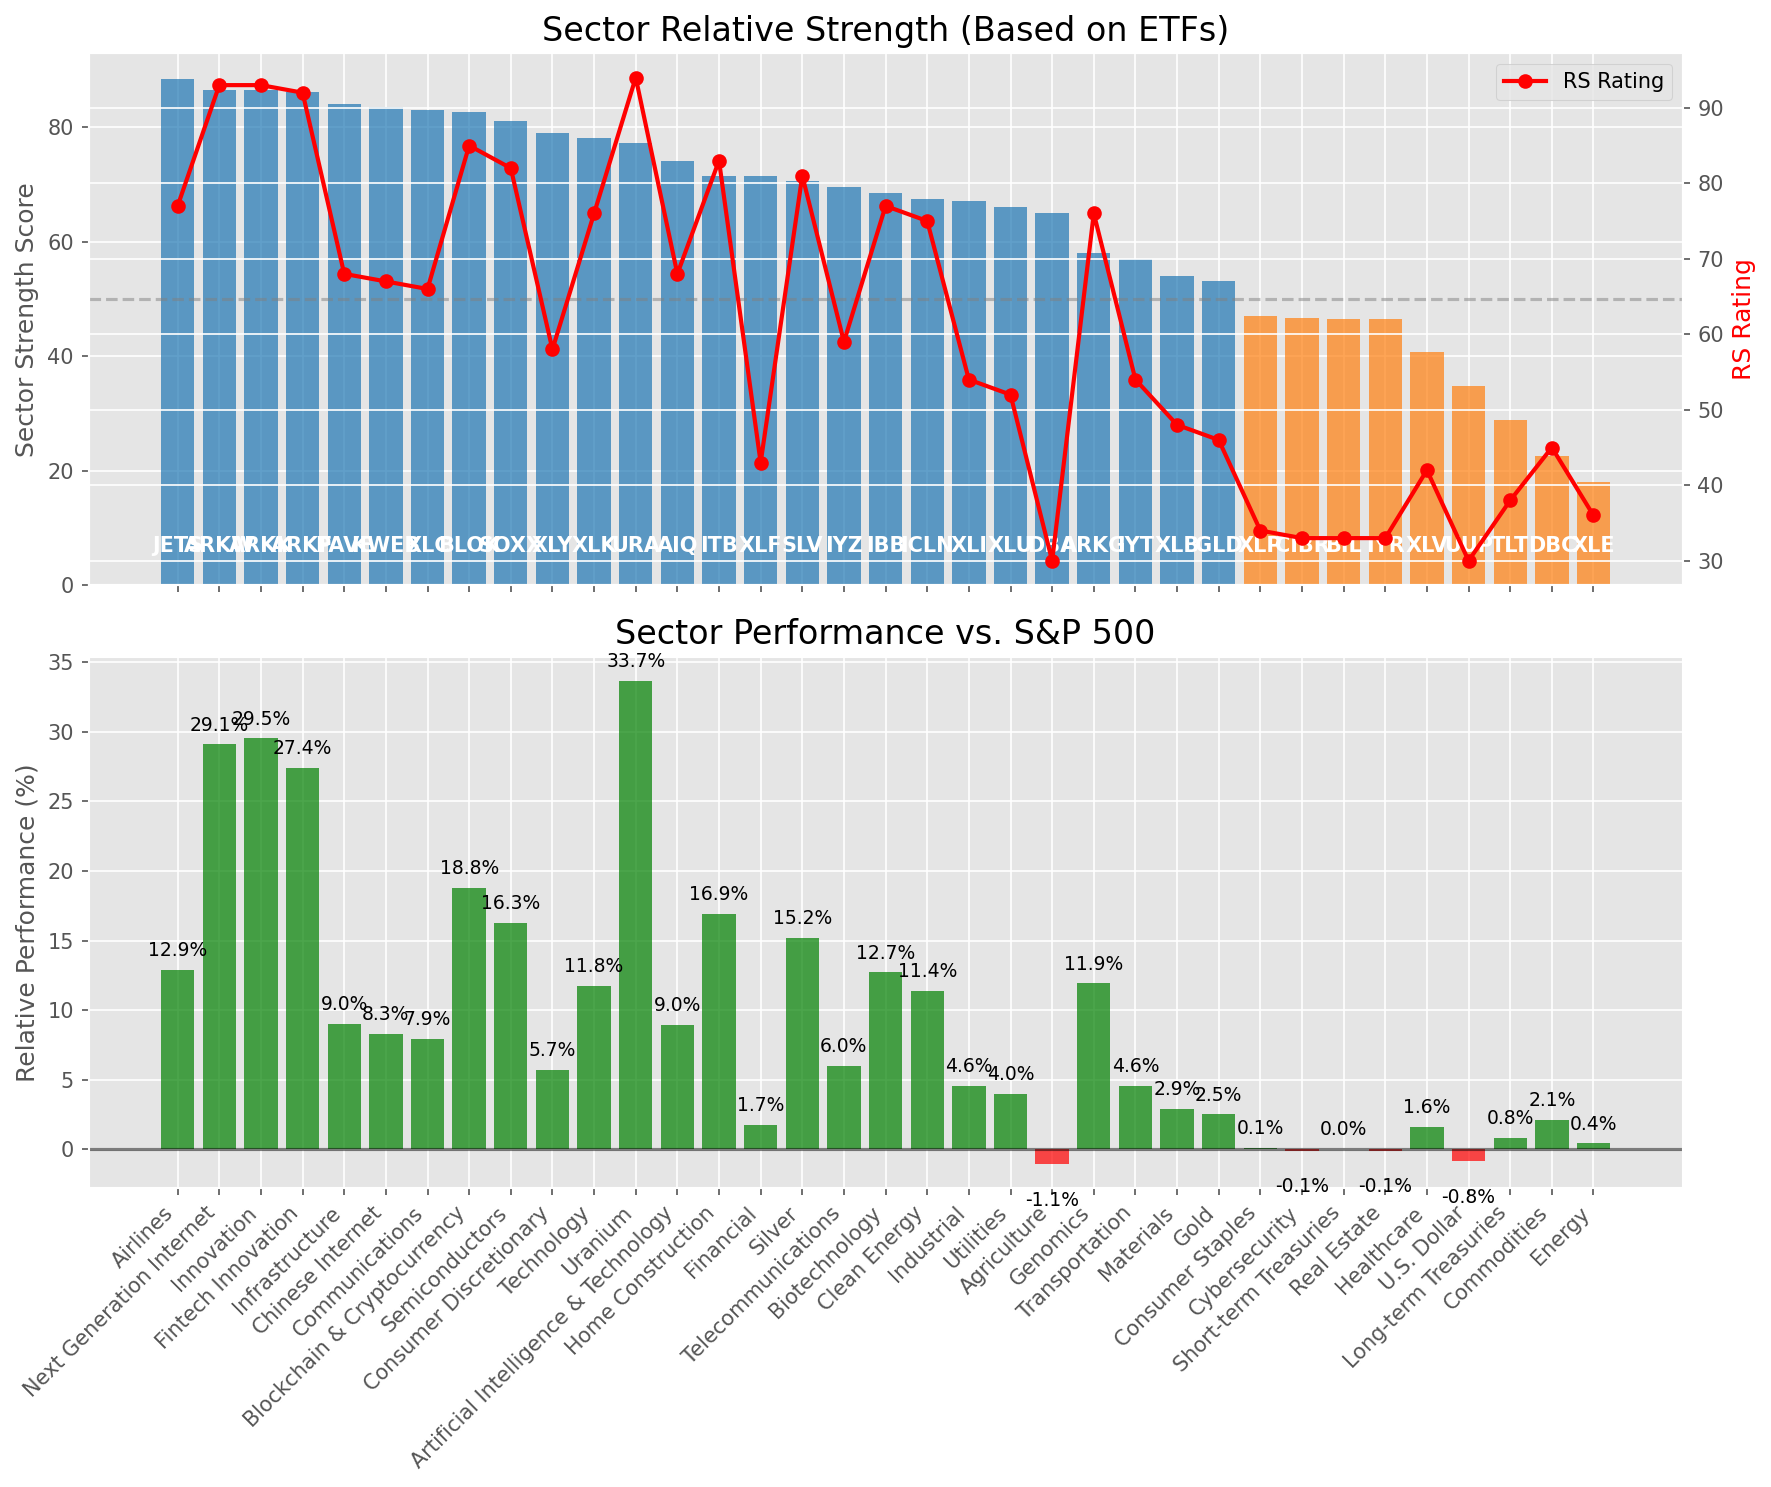 Sector Relative Strength (Based on ETFs)
RS Rating
Sector Strength Score
80
60
40
20
0
90
80
70
60
50
40
30
RS Rating
JETS ARKW ARKK ARKF PAVE KWEB XLC BLOK SOXX XLY XLK URA AIQ ITB XLF SLV IYZ IBB ICLN XLI XLU DBA ARKG IYT XLB GLD XLP CIBR BIL IYR XLV UUP TLT DBC XLE
Sector Performance vs. S&P 500
Relative Performance (%)
35
30
25
20
15
10
5
0
12.9%
29.1%
29.5%
27.4%
9.0%
8.3%
7.9%
18.8%
16.3%
5.7%
11.8%
33.7%
9.0%
16.9%
1.7%
15.2%
6.0%
12.7%
11.4%
4.6%
4.0%
-1.1%
11.9%
4.6%
2.9%
2.5%
0.1%
-0.1%
0.0%
-0.1%
1.6%
-0.8%
0.8%
2.1%
0.4%
Airlines
Next Generation Internet
Innovation
Fintech Innovation
Infrastructure
Chinese Internet
Communications
Blockchain & Cryptocurrency
Semiconductors
Consumer Discretionary
Technology
Uranium
Artificial Intelligence & Technology
Home Construction
Financial
Silver
Telecommunications
Biotechnology
Clean Energy
Industrial
Utilities
Agriculture
Genomics
Transportation
Materials
Gold
Consumer Staples
Cybersecurity
Short-term Treasuries
Real Estate
Healthcare
U.S. Dollar
Long-term Treasuries
Commodities
Energy